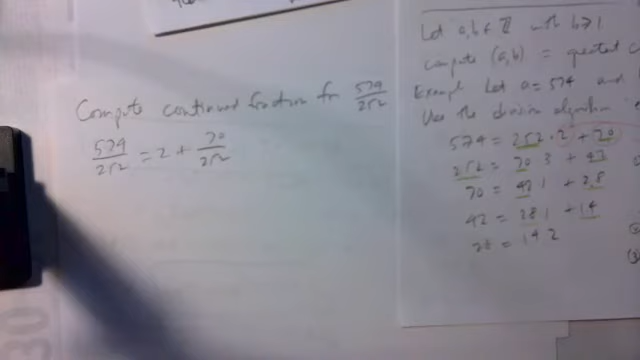 Compute continued fraction for 574/252
574/252 = 2 + 70/252
Let a, b ∈ ℤ with b ≥ 1
compute (a,b) = greatest c
Example Let a = 574 and
Use the division algorithm
574 = 252·2 + 70
252 = 70 3 + 42
70 = 42 1 + 28
42 = 28 1 + 14
28 = 14 2